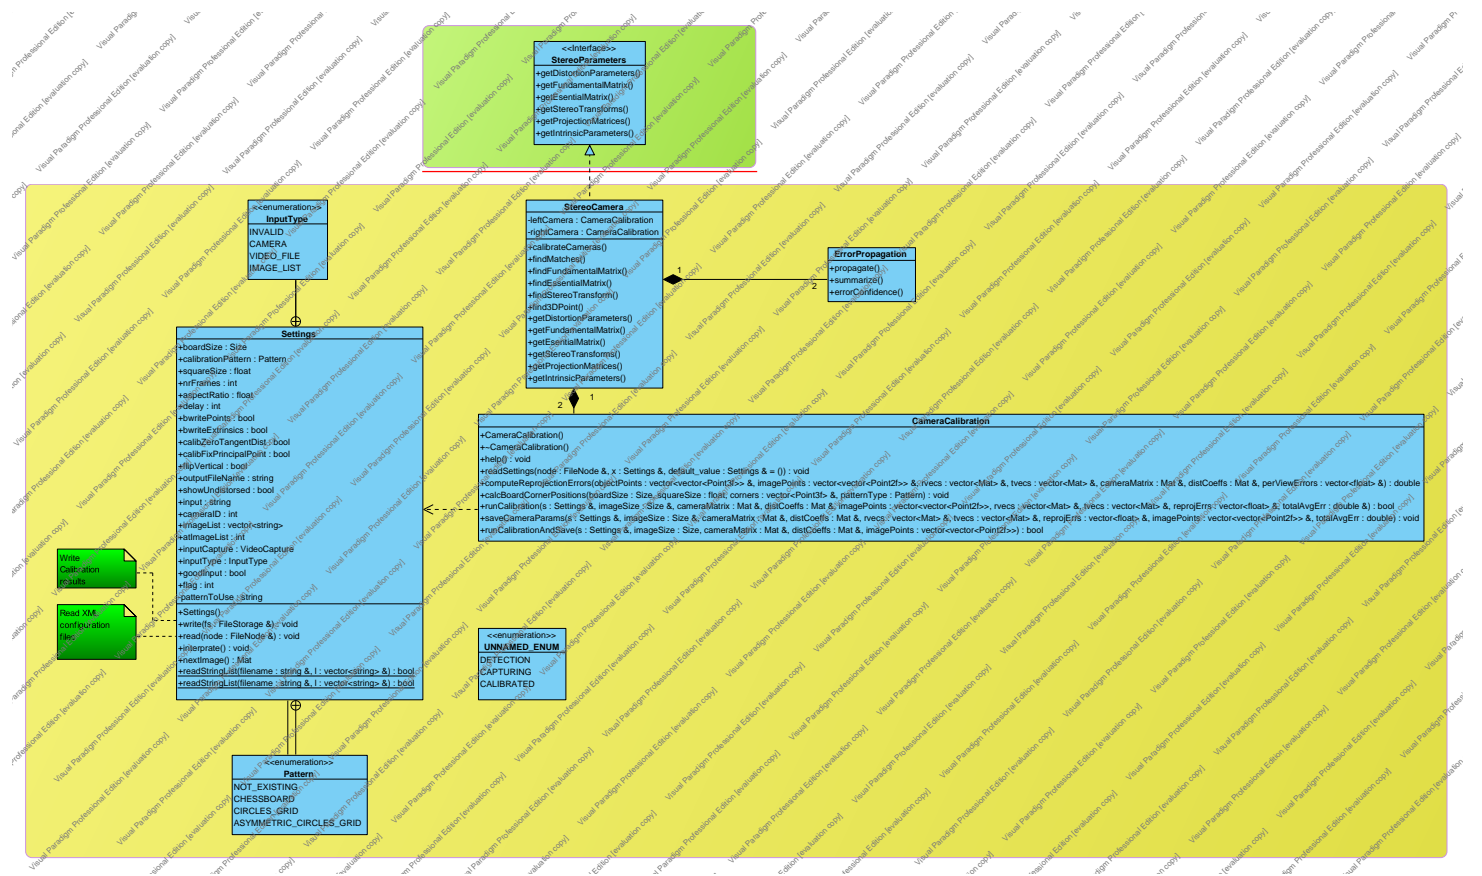 <<Interface>>
StereoParameters
+getDistortionParameters()
+getFundamentalMatrix()
+getEsentialMatrix()
+getStereoTransforms()
+getProjectionMatrices()
+getIntrinsicParameters()
<<enumeration>>
InputType
INVALID
CAMERA
VIDEO_FILE
IMAGE_LIST
StereoCamera
-leftCamera : CameraCalibration
-rightCamera : CameraCalibration
+calibrateCameras()
+findMatches()
+findFundamentalMatrix()
+findEssentialMatrix()
+findStereoTransform()
+find3DPoint()
+getDistortionParameters()
+getFundamentalMatrix()
+getEsentialMatrix()
+getStereoTransforms()
+getProjectionMatrices()
+getIntrinsicParameters()
1
2
ErrorPropagation
+propagate()
+summarize()
+errorConfidence()
Settings
+boardSize : Size
+calibrationPattern : Pattern
+squareSize : float
+nrFrames : int
+aspectRatio : float
+delay : int
+bwritePoints : bool
+bwriteExtrinsics : bool
+calibZeroTangentDist : bool
+calibFixPrincipalPoint : bool
+flipVertical : bool
+outputFileName : string
+showUndistorsed : bool
+input : string
+cameraID : int
+imageList : vector<string>
+atImageList : int
+inputCapture : VideoCapture
+inputType : InputType
+goodInput : bool
+flag : int
-patternToUse : string
+Settings()
+write(fs : FileStorage &) : void
+read(node : FileNode &) : void
+interprate() : void
+nextImage() : Mat
+readStringList(filename : string &, l : vector<string> &) : bool
+readStringList(filename : string &, l : vector<string> &) : bool
2
1
CameraCalibration
+CameraCalibration()
+~CameraCalibration()
+help() : void
+readSettings(node : FileNode &, x : Settings &, default_value : Settings & = ()) : void
+computeReprojectionErrors(objectPoints : vector<vector<Point3f>> &, imagePoints : vector<vector<Point2f>> &, rvecs : vector<Mat> &, tvecs : vector<Mat> &, cameraMatrix : Mat &, distCoeffs : Mat &, perViewErrors : vector<float> &) : double
+calcBoardCornerPositions(boardSize : Size, squareSize : float, corners : vector<Point3f> &, patternType : Pattern) : void
+runCalibration(s : Settings &, imageSize : Size &, cameraMatrix : Mat &, distCoeffs : Mat &, imagePoints : vector<vector<Point2f>>, rvecs : vector<Mat> &, tvecs : vector<Mat> &, reprojErrs : vector<float> &, totalAvgErr : double &) : bool
+saveCameraParams(s : Settings &, imageSize : Size &, cameraMatrix : Mat &, distCoeffs : Mat &, rvecs : vector<Mat> &, tvecs : vector<Mat> &, reprojErrs : vector<float> &, imagePoints : vector<vector<Point2f>> &, totalAvgErr : double) : void
+runCalibrationAndSave(s : Settings &, imageSize : Size, cameraMatrix : Mat &, distCoeffs : Mat &, imagePoints : vector<vector<Point2f>>) : bool
Write
Calibration
results
Read XML
configuration
files
<<enumeration>>
UNNAMED_ENUM
DETECTION
CAPTURING
CALIBRATED
<<enumeration>>
Pattern
NOT_EXISTING
CHESSBOARD
CIRCLES_GRID
ASYMMETRIC_CIRCLES_GRID
Visual Paradigm Professional Edition [evaluation copy]